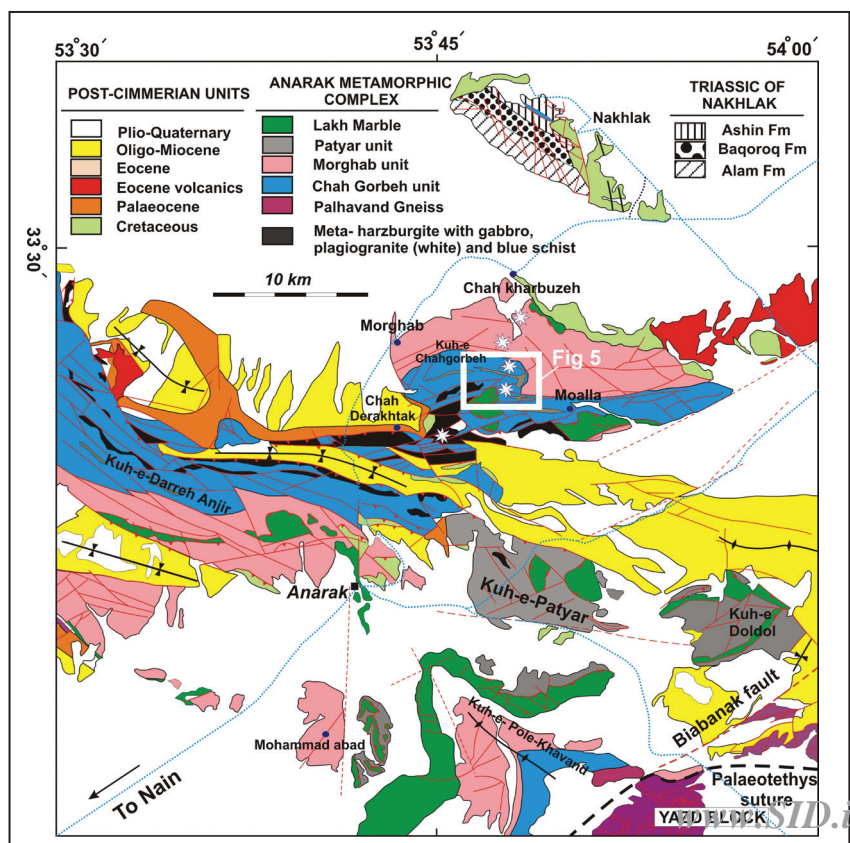 53°30´
53°45´
54°00´
33°30´
POST-CIMMERIAN UNITS
Plio-Quaternary
Oligo-Miocene
Eocene
Eocene volcanics
Palaeocene
Cretaceous
ANARAK METAMORPHIC
COMPLEX
Lakh Marble
Patyar unit
Morghab unit
Chah Gorbeh unit
Palhavand Gneiss
Meta- harzburgite with gabbro,
plagiogranite (white) and blue schist
TRIASSIC OF
NAKHLAK
Ashin Fm
Baqoroq Fm
Alam Fm
Nakhlak
10 km
Chah kharbuzeh
Morghab
Kuh-e
Chahgorbeh
Fig 5
Moalla
Chah
Derakhtak
Kuh-e-Darreh Anjir
Anarak
Kuh-e-Patyar
Kuh-e
Doldol
Biabanak fault
Kuh-e- Pole-Khavand
Mohammad abad
To Nain
Palaeotethys
suture
YAZD BLOCK
www.SID.i